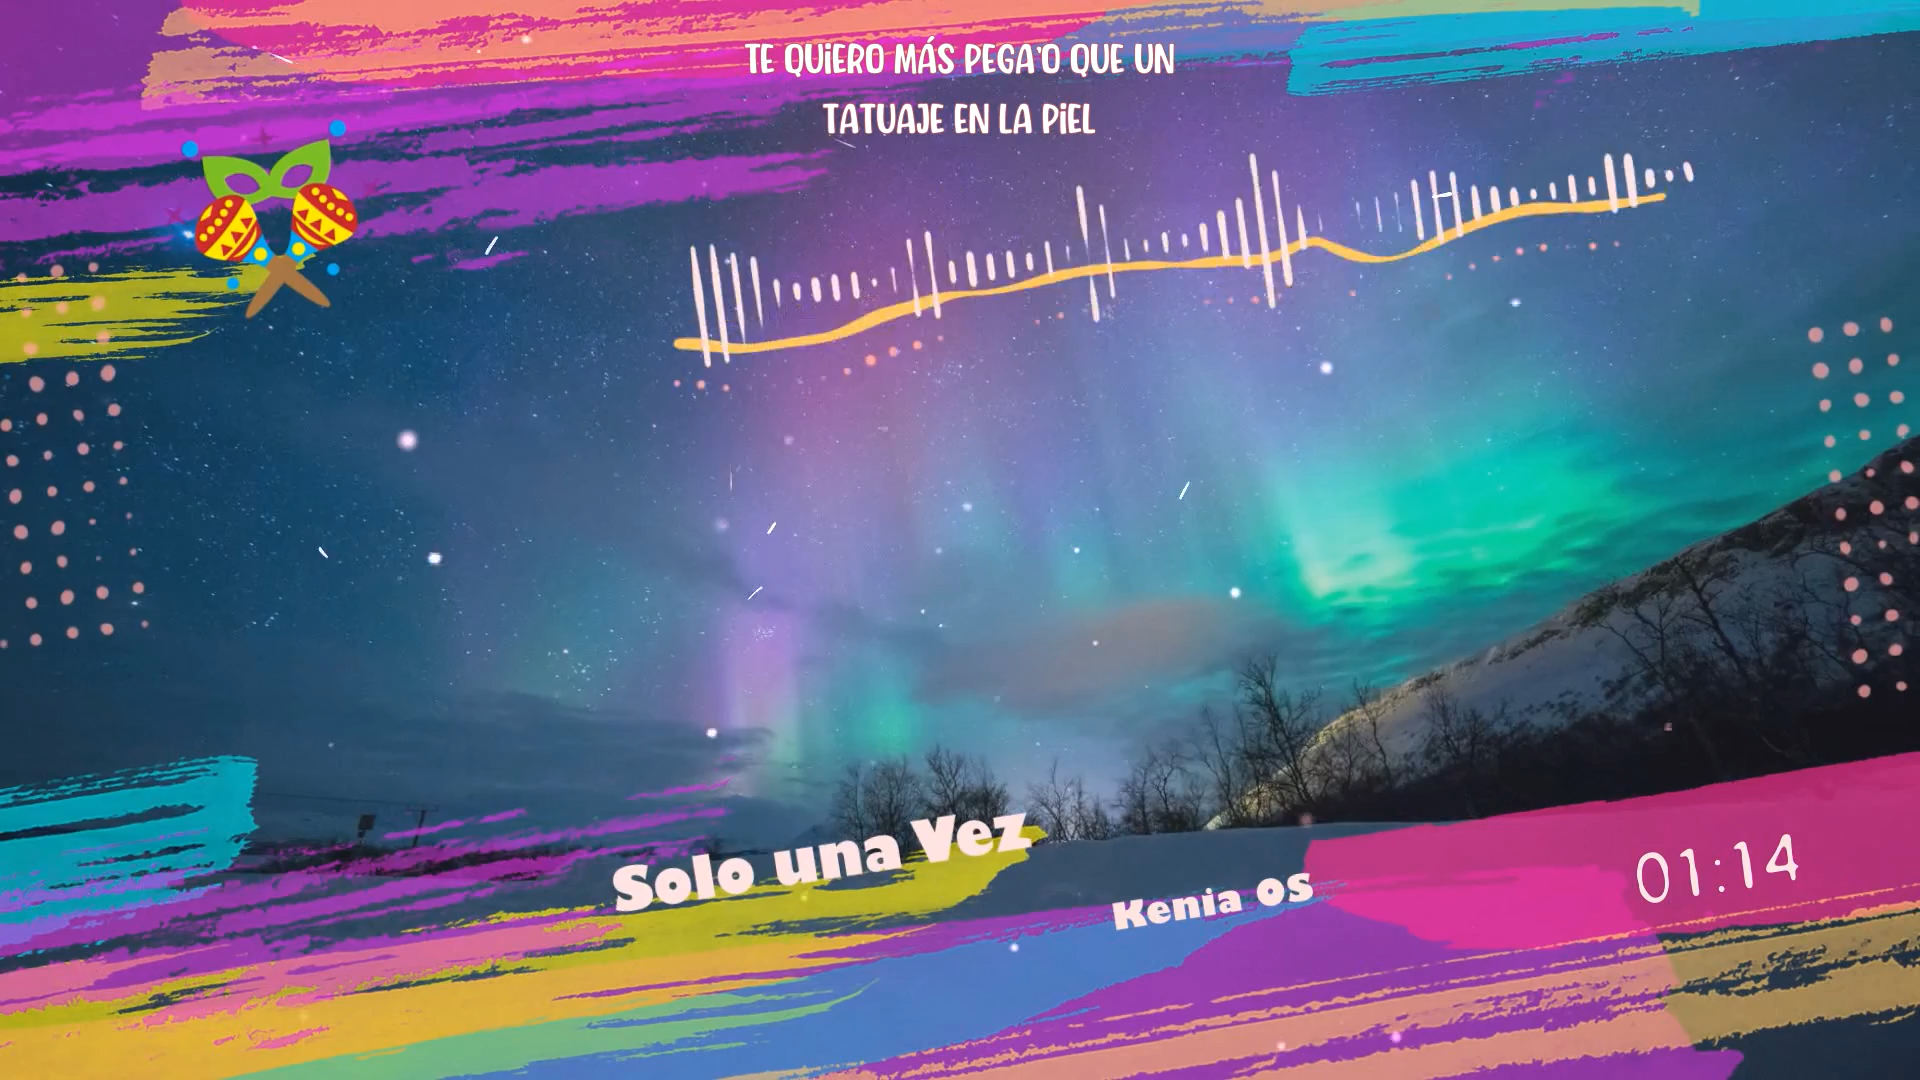 TE QUIERO MÁS PEGA'O QUE UN
TATUAJE EN LA PIEL
Solo una Vez
Kenia OS
01:14